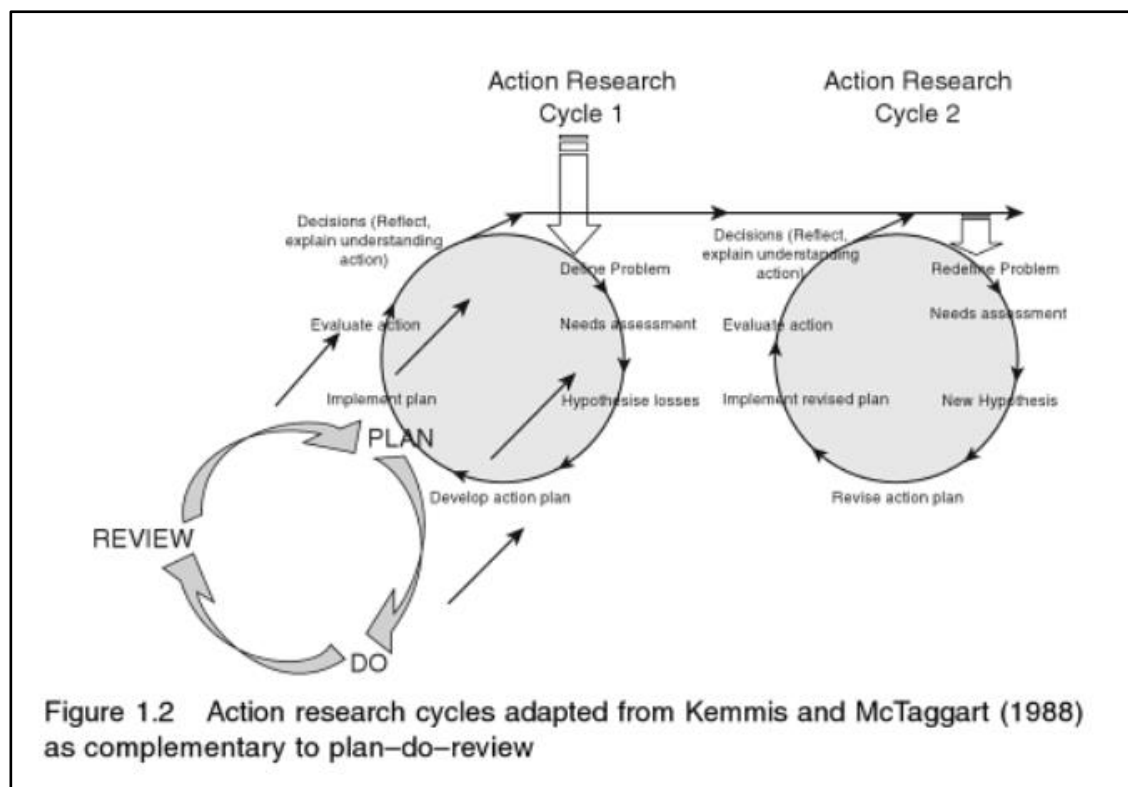 Action Research
Cycle 1
Action Research
Cycle 2
Decisions (Reflect,
explain understanding
action)
Define Problem
Evaluate action
Needs assessment
Implement plan
Hypothesise losses
Develop action plan
Decisions (Reflect,
explain understanding
action)
Redefine Problem
Needs assessment
Evaluate action
Implement revised plan
New Hypothesis
Revise action plan
PLAN
REVIEW
DO
Figure 1.2 Action research cycles adapted from Kemmis and McTaggart (1988)
as complementary to plan–do–review